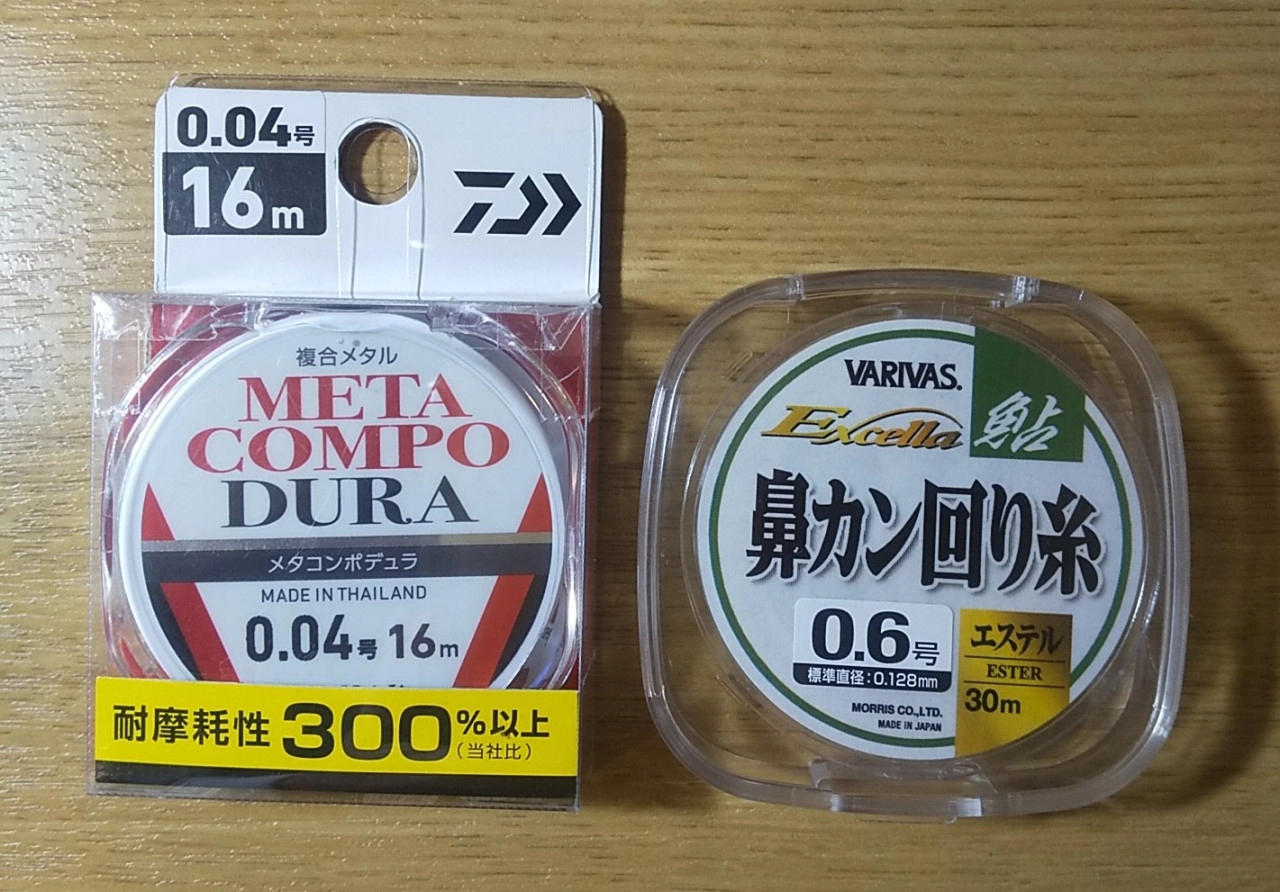 0.04号
16m
複合メタル
META
COMPO
DURA
メタコンポデュラ
MADE IN THAILAND
0.04号 16m
耐摩耗性 300%以上
(当社比)
VARIVAS.
Excella
鮎
鼻カン回り糸
0.6号
標準直径:0.128mm
エステル
ESTER
30m
MORRIS CO.,LTD.
MADE IN JAPAN